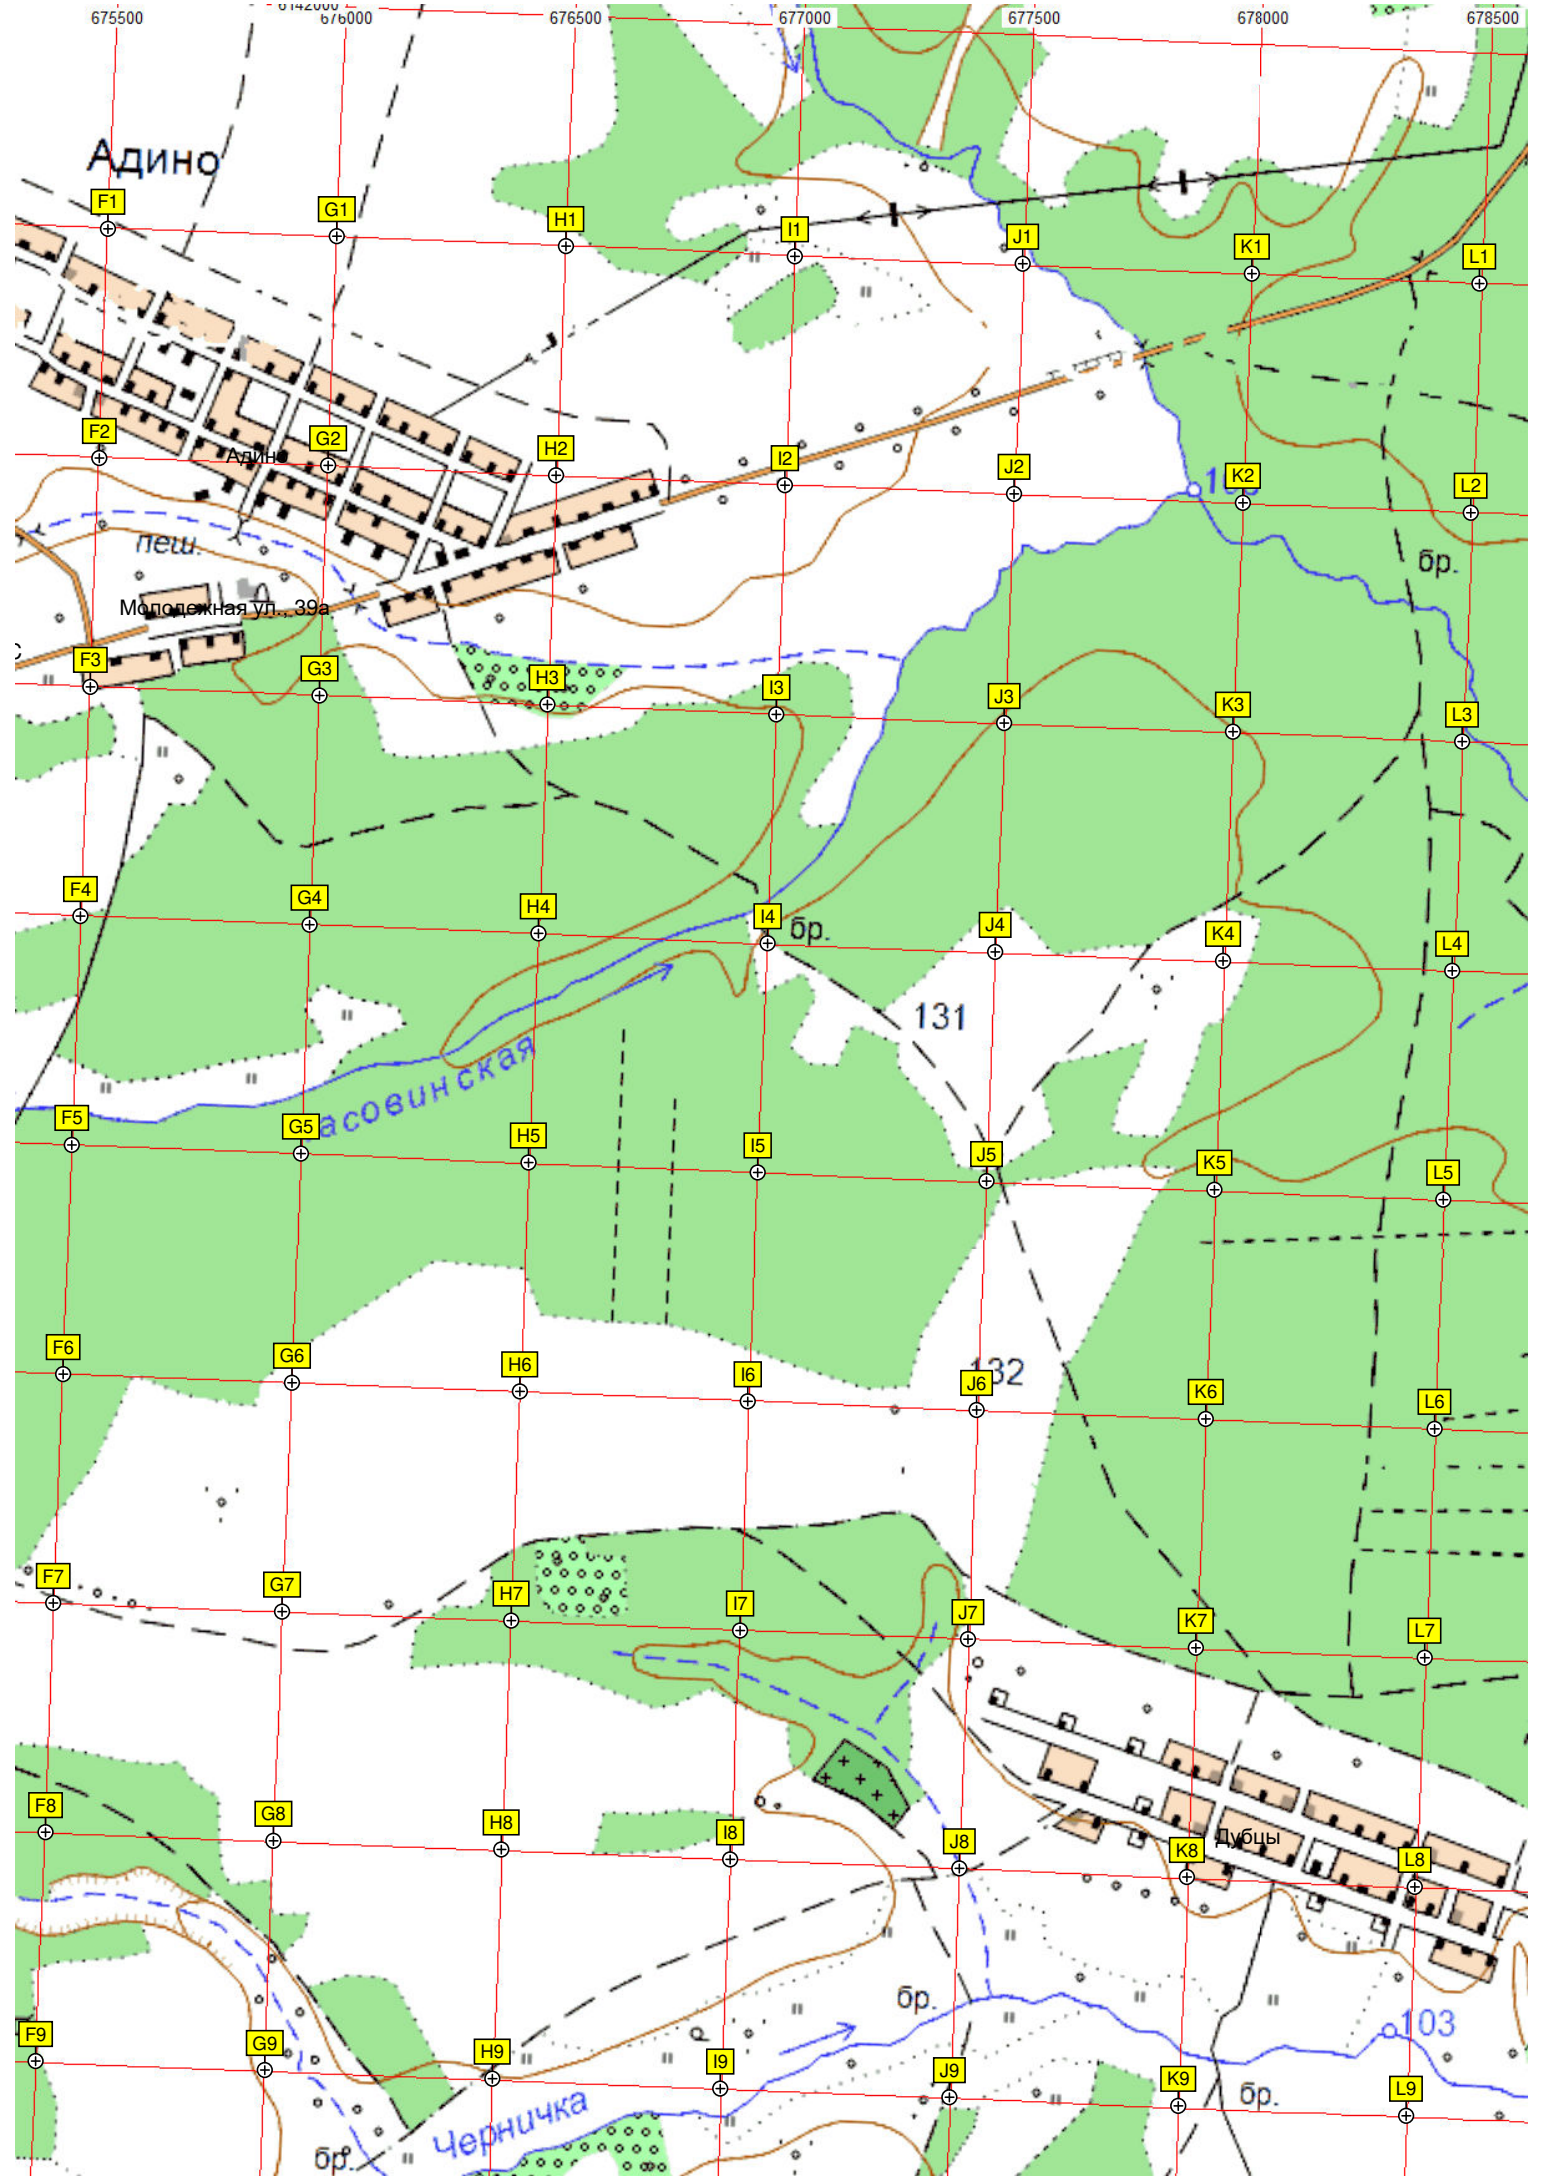 6142000
675500 676000 676500 677000 677500 678000 678500
Адино
F1 G1 H1 I1 J1 K1 L1
F2 G2 H2 I2 J2 K2 L2
Адино
пеш.
бр.
Молодежная ул., 39а
с
F3 G3 H3 I3 J3 K3 L3
F4 G4 H4 I4 J4 K4 L4
бр.
131
асовинская
F5 G5 H5 I5 J5 K5 L5
F6 G6 H6 I6 J6 K6 L6
132
F7 G7 H7 I7 J7 K7 L7
F8 G8 H8 I8 J8 K8 L8
Дубцы
бр.
103
F9 G9 H9 I9 J9 K9 L9
бр.
Черничка
бр.